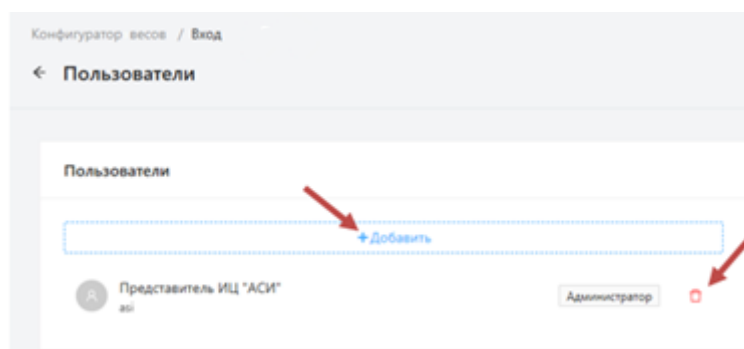 Конфигуратор весов / Вход
Пользователи
Пользователи
+Добавить
Представитель ИЦ "АСИ"
asi
Администратор